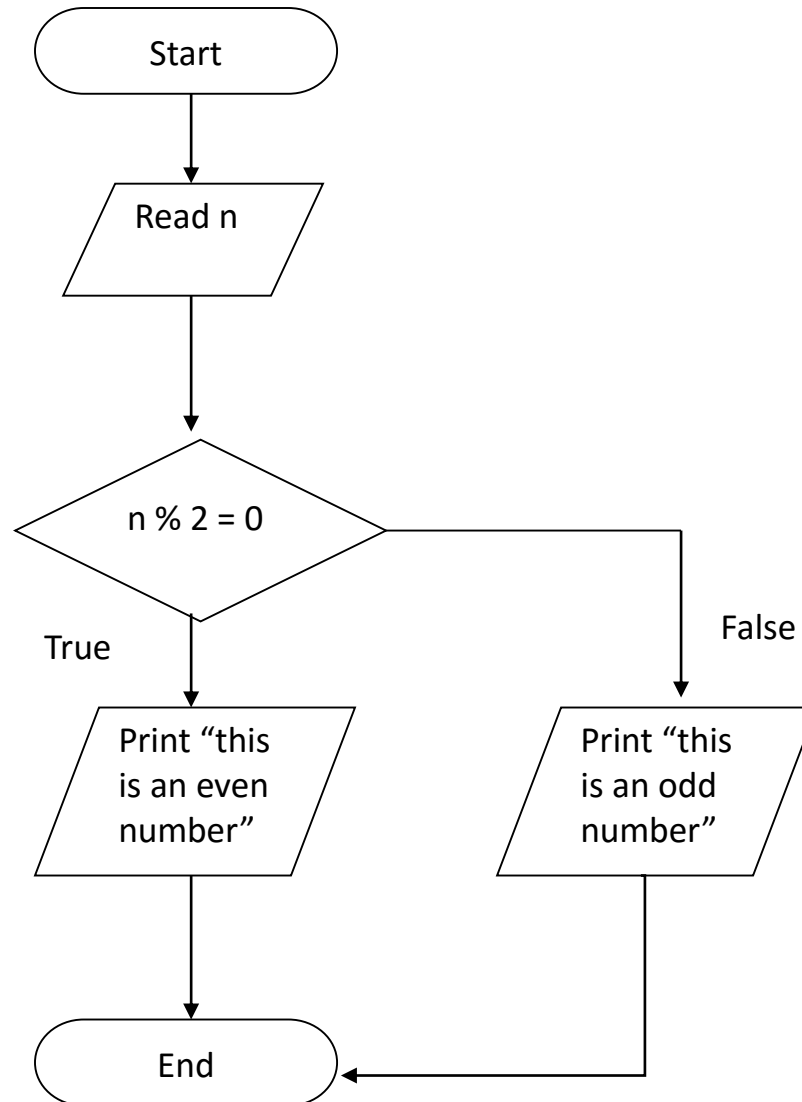 Start
Read n
n % 2 = 0
True
False
Print “this
is an even
number”
Print “this
is an odd
number”
End